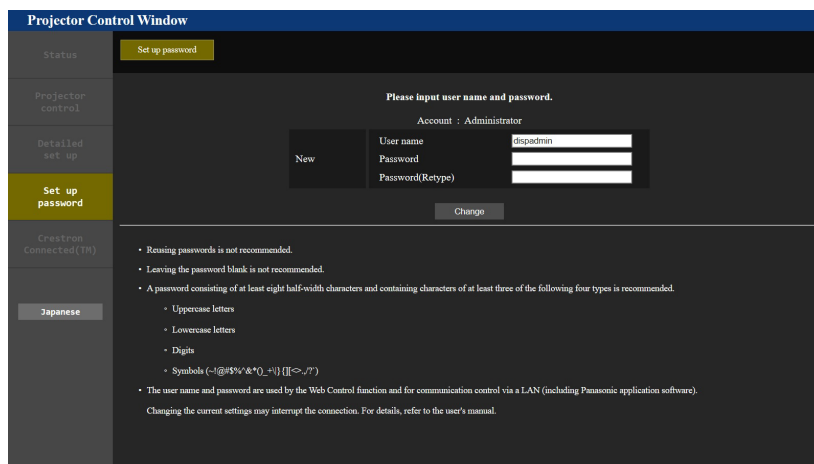 Projector Control Window
Status
Set up password
Projector
control
Detailed
set up
Set up
password
Crestron
Connected(TM)
Japanese
Please input user name and password.
Account : Administrator
New
User name
dispadmin
Password
Password(Retype)
Change
• Reusing passwords is not recommended.
• Leaving the password blank is not recommended.
• A password consisting of at least eight half-width characters and containing characters of at least three of the following four types is recommended.
◦ Uppercase letters
◦ Lowercase letters
◦ Digits
◦ Symbols (~!@#$%^&*()_+\|}{][<>.,/?`)
• The user name and password are used by the Web Control function and for communication control via a LAN (including Panasonic application software).
Changing the current settings may interrupt the connection. For details, refer to the user's manual.